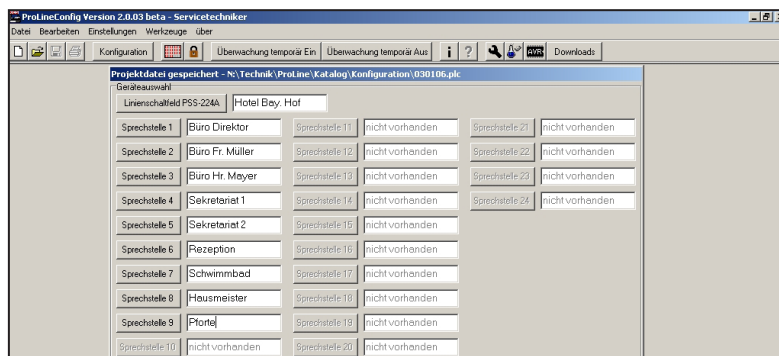 ProLineConfig Version 2.0.03 beta - Servicetechniker
Datei Bearbeiten Einstellungen Werkzeuge über
Konfiguration Überwachung temporär Ein Überwachung temporär Aus i ? AVR Downloads
Projektdatei gespeichert - N:\Technik\ProLine\Katalog\Konfiguration\030106.plc
Geräteauswahl
Linienschaltfeld PSS-224A Hotel Bay. Hof
Sprechstelle 1 Büro Direktor Sprechstelle 11 nicht vorhanden Sprechstelle 21 nicht vorhanden
Sprechstelle 2 Büro Fr. Müller Sprechstelle 12 nicht vorhanden Sprechstelle 22 nicht vorhanden
Sprechstelle 3 Büro Hr. Mayer Sprechstelle 13 nicht vorhanden Sprechstelle 23 nicht vorhanden
Sprechstelle 4 Sekretariat 1 Sprechstelle 14 nicht vorhanden Sprechstelle 24 nicht vorhanden
Sprechstelle 5 Sekretariat 2 Sprechstelle 15 nicht vorhanden
Sprechstelle 6 Rezeption Sprechstelle 16 nicht vorhanden
Sprechstelle 7 Schwimmbad Sprechstelle 17 nicht vorhanden
Sprechstelle 8 Hausmeister Sprechstelle 18 nicht vorhanden
Sprechstelle 9 Pforte Sprechstelle 19 nicht vorhanden
Sprechstelle 10 nicht vorhanden Sprechstelle 20 nicht vorhanden